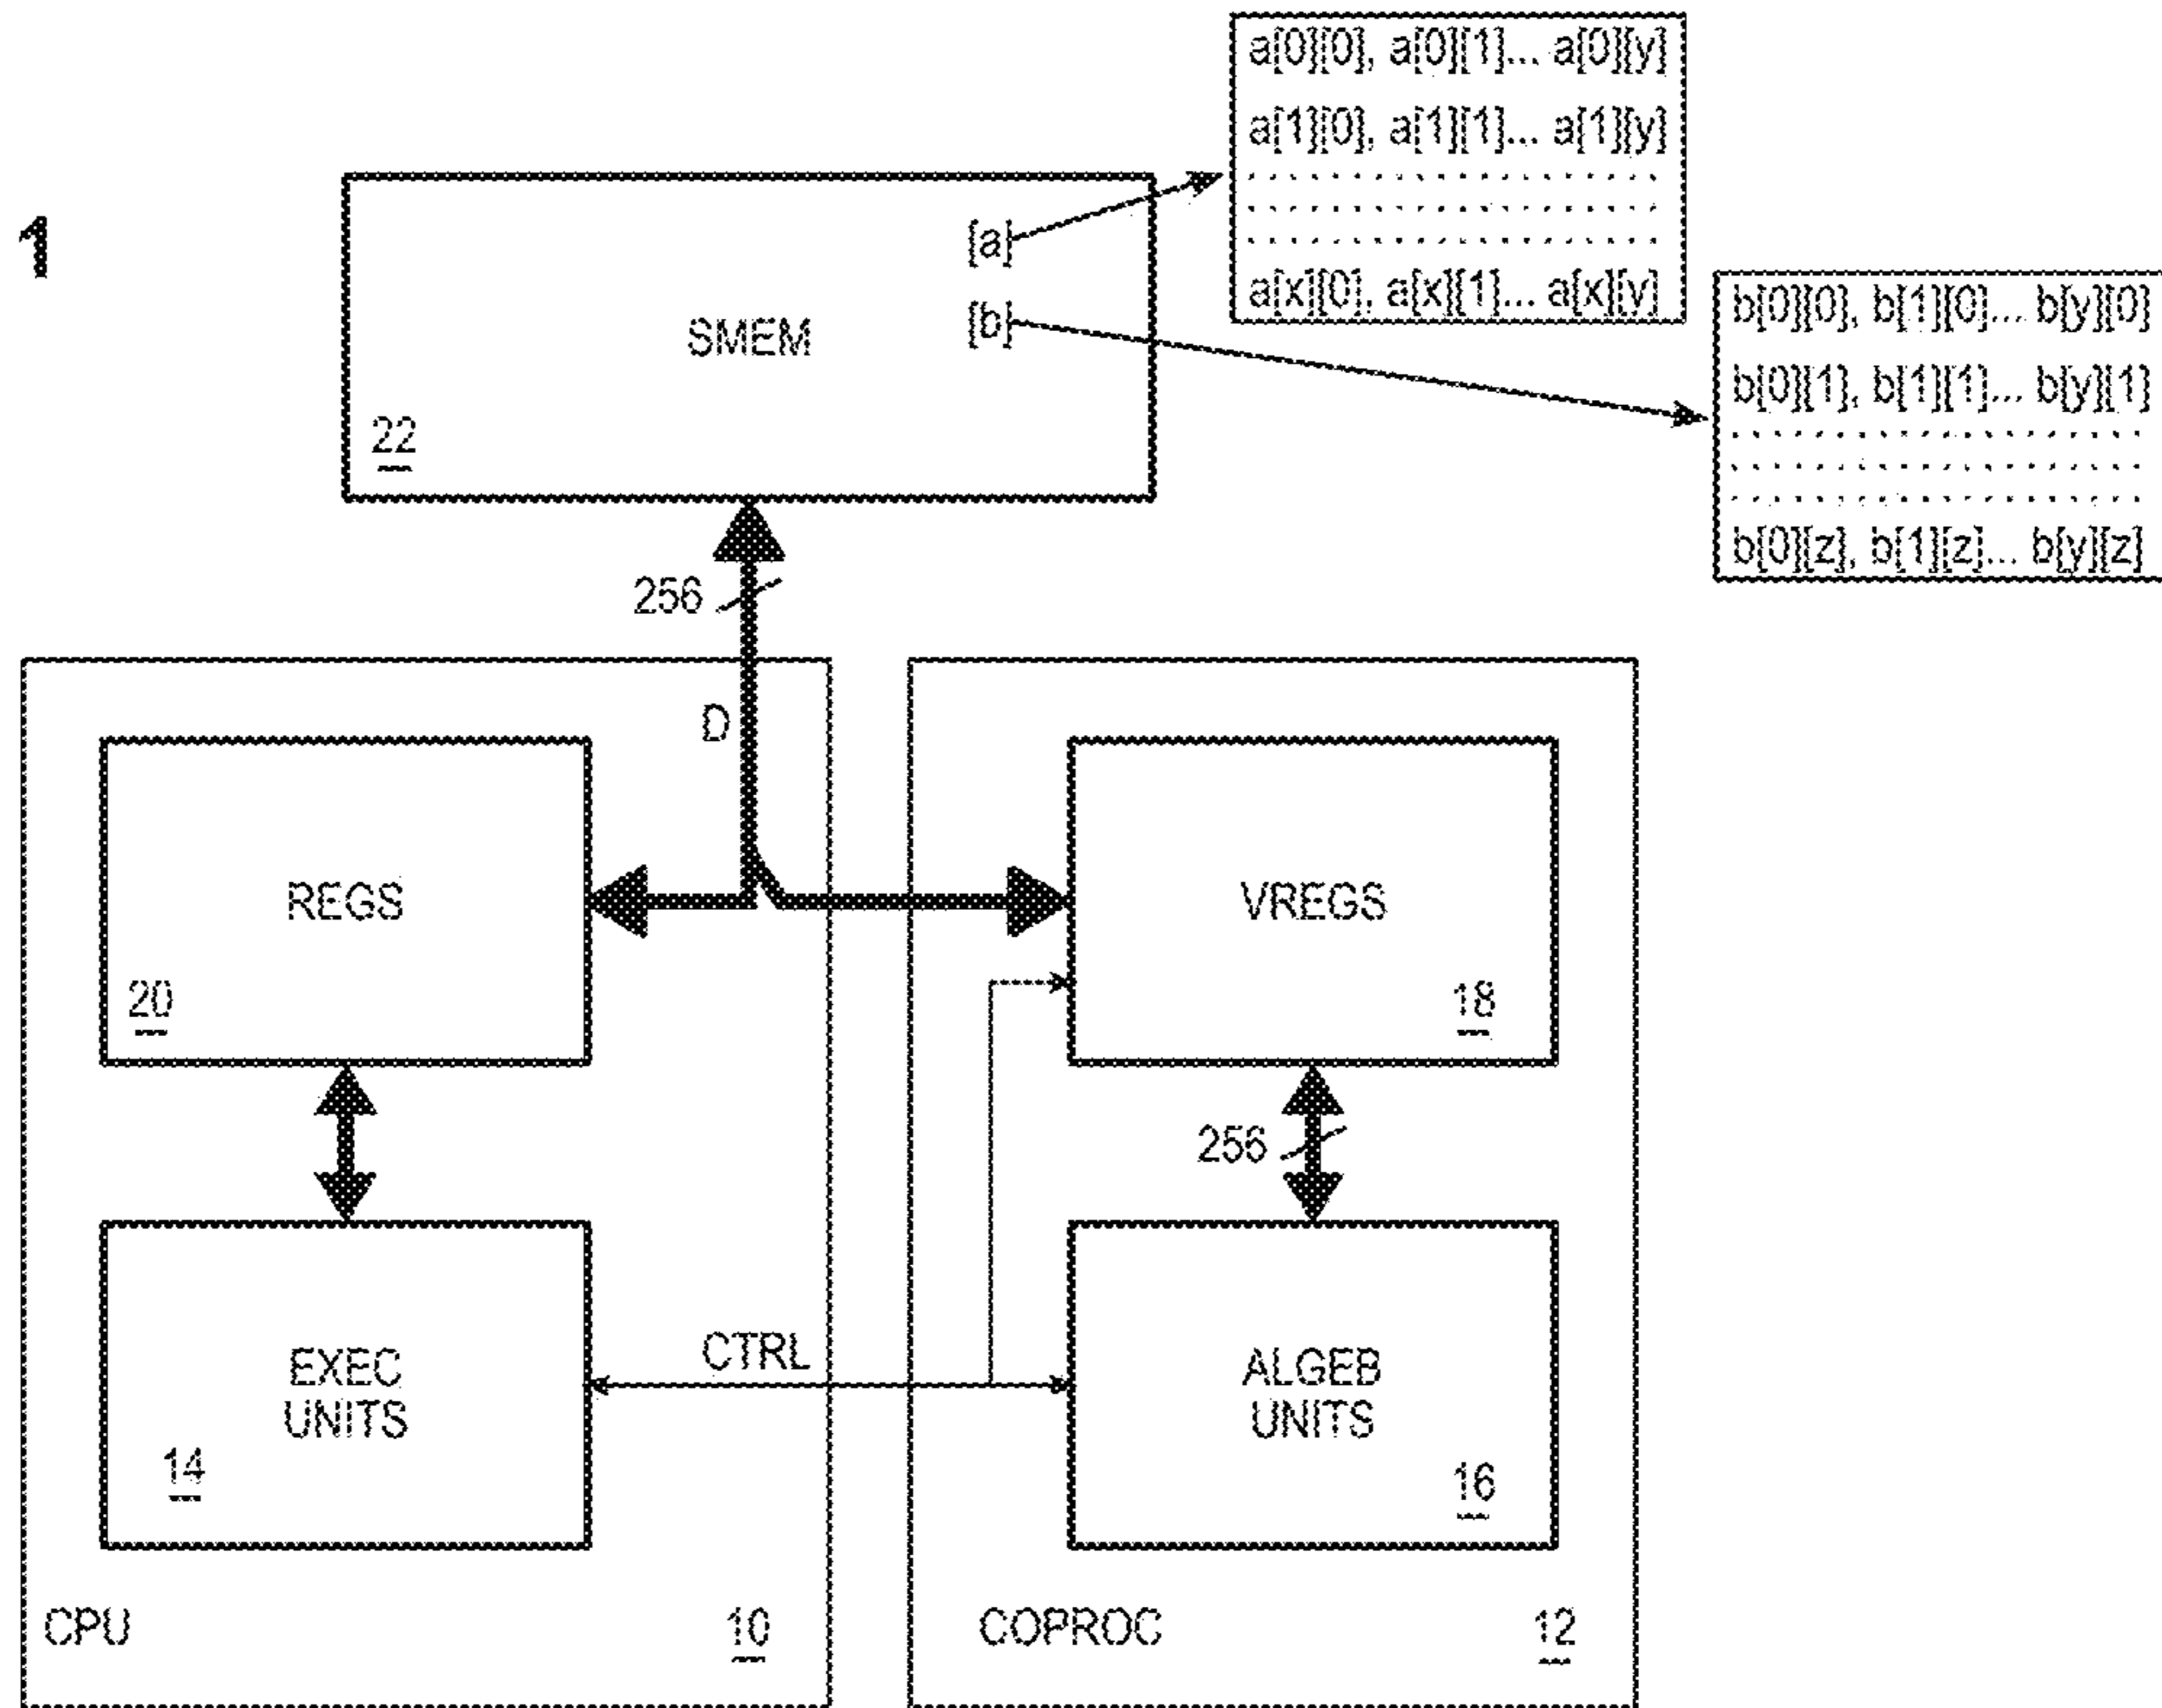 1
a[0][0], a[0][1]... a[0][y]
a[1][0], a[1][1]... a[1][y]
a[x][0], a[x][1]... a[x][y]
[a]
[b]
SMEM
22
b[0][0], b[1][0]... b[y][0]
b[0][1], b[1][1]... b[y][1]
b[0][z], b[1][z]... b[y][z]
256
D
REGS
20
VREGS
18
256
EXEC
UNITS
14
CTRL
ALGEB
UNITS
16
CPU
10
COPROC
12